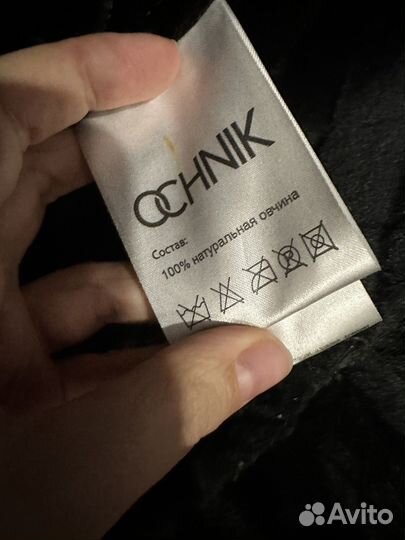 OCHNIK
Состав:
100% натуральная овчина
P
Avito